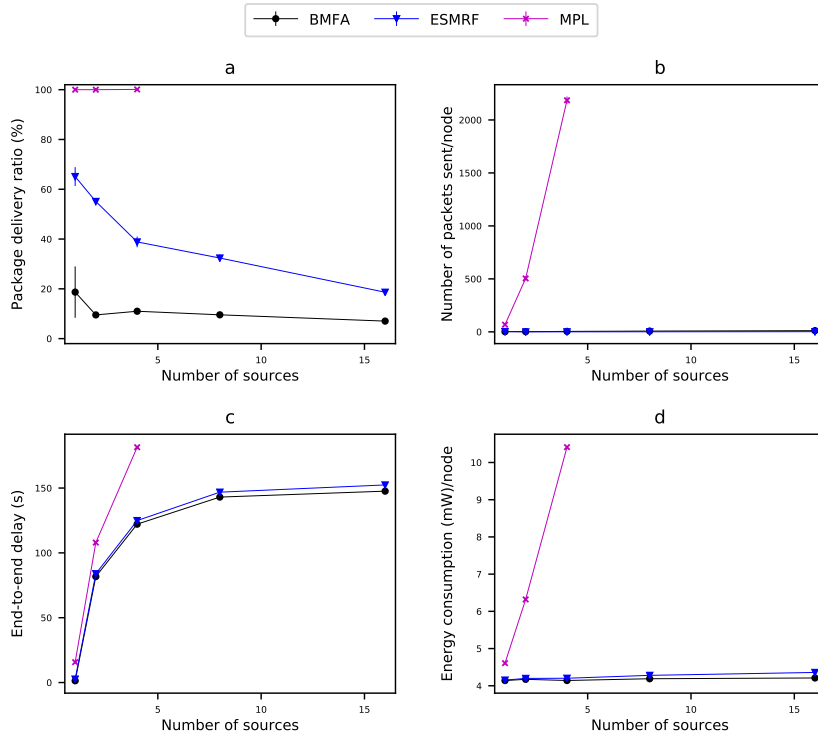 BMFA ESMRF MPL
a
Package delivery ratio (%)
100
80
60
40
20
0
5 10 15
Number of sources
b
Number of packets sent/node
2000
1500
1000
500
0
5 10 15
Number of sources
c
End-to-end delay (s)
150
100
50
0
5 10 15
Number of sources
d
Energy consumption (mW)/node
10
9
8
7
6
5
4
5 10 15
Number of sources